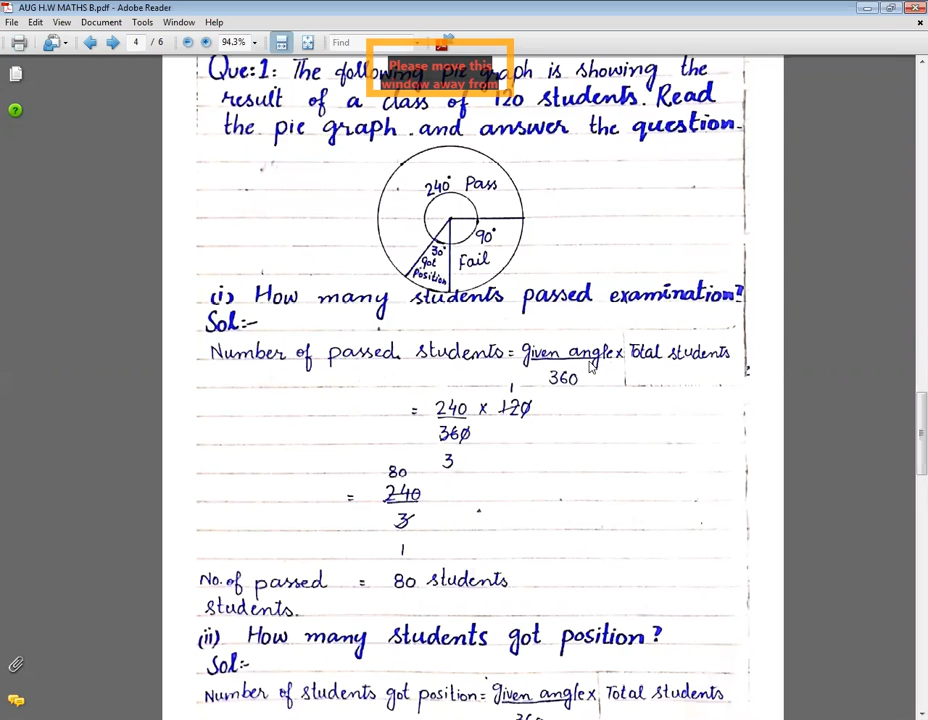 AUG H.W MATHS B.pdf - Adobe Reader
File Edit View Document Tools Window Help
4 / 6 94.3% Find
Please move this
window away from
Que:1: The following pie graph is showing the
result of a class of 120 students. Read
the pie graph .and answer the question.
240° Pass
90°
30°
got
Position
Fail
(i) How many students passed examination?
Sol:-
Number of passed students = given angle x Total students
360
1
= 240 x 120
360
3
80
= 240
3
1
No. of passed = 80 students
students.
(ii) How many students got position?
Sol:-
Number of students got position = given angle x Total students
360